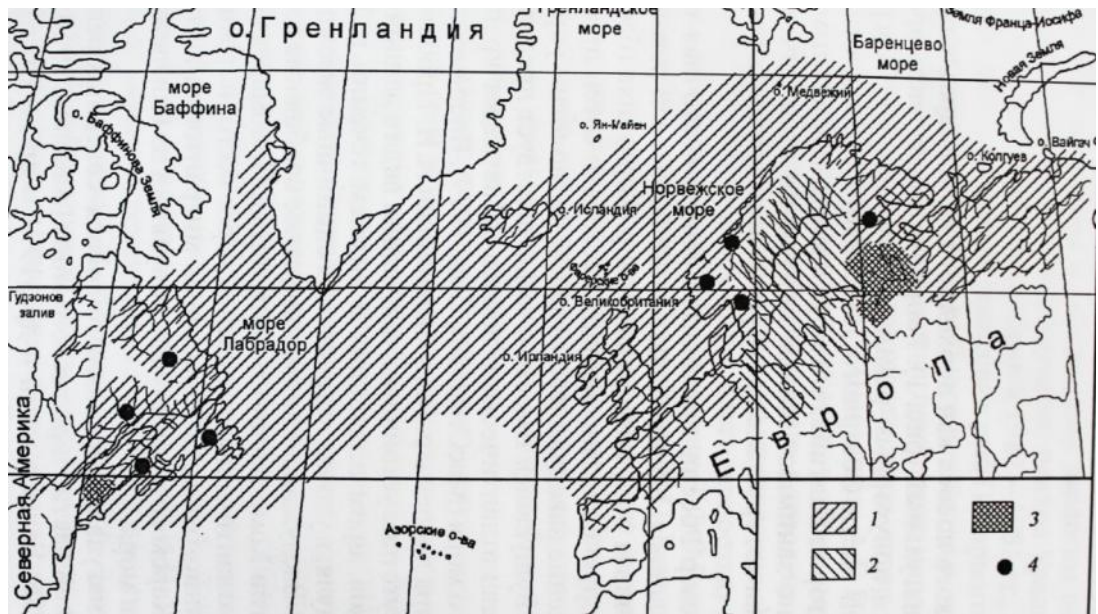 о. Гренландия
Гренландское
море
Земля Франца-Иосифа
Баренцево
море
Новая Земля
море
Баффина
о. Баффинова Земля
о. Медвежий
о. Ян-Майен
о. Колгуев
о. Вайгач
Норвежское
море
о. Исландия
Фарерские о-ва
о. Великобритания
Гудзонов
залив
море
Лабрадор
о. Ирландия
Европа
Северная Америка
Азорские о-ва
1
2
3
4